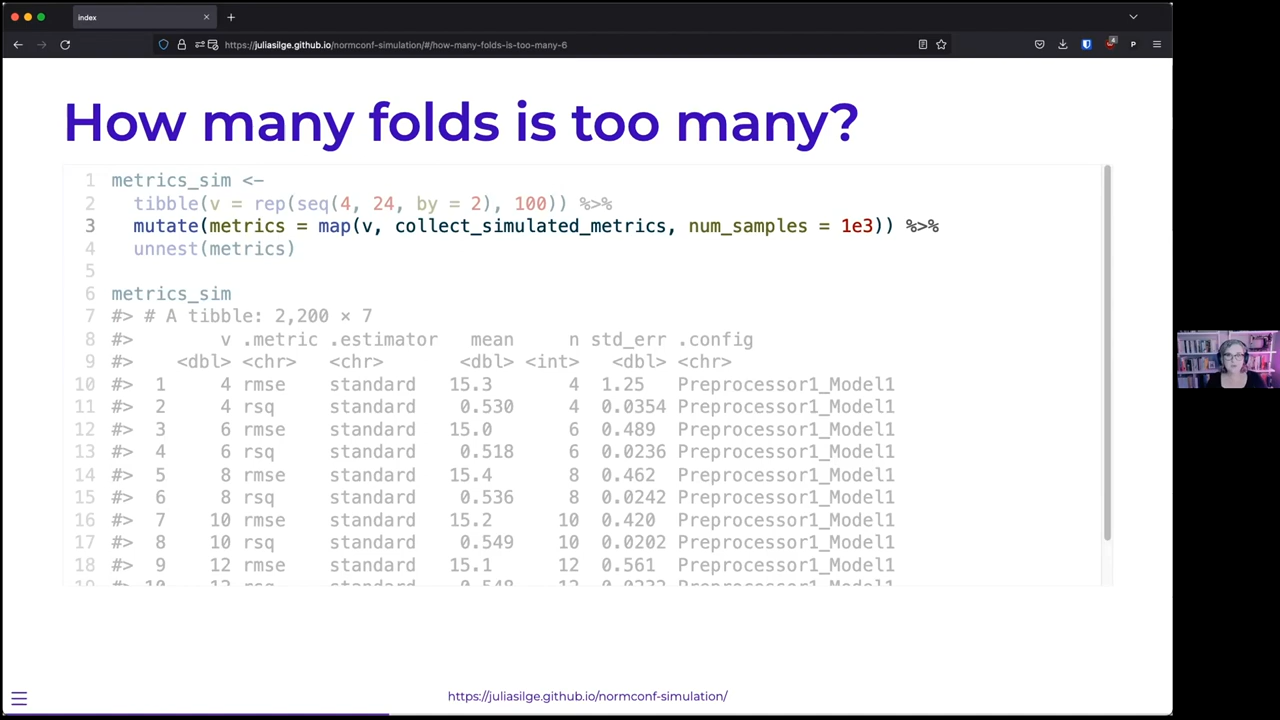 index
https://juliasilge.github.io/normconf-simulation/#/how-many-folds-is-too-many-6
4
P
How many folds is too many?
1 metrics_sim <-
2 tibble(v = rep(seq(4, 24, by = 2), 100)) %>%
3 mutate(metrics = map(v, collect_simulated_metrics, num_samples = 1e3)) %>%
4 unnest(metrics)
5
6 metrics_sim
7 #> # A tibble: 2,200 × 7
8 #> v .metric .estimator mean n std_err .config
9 #> <dbl> <chr> <chr> <dbl> <int> <dbl> <chr>
10 #> 1 4 rmse standard 15.3 4 1.25 Preprocessor1_Model1
11 #> 2 4 rsq standard 0.530 4 0.0354 Preprocessor1_Model1
12 #> 3 6 rmse standard 15.0 6 0.489 Preprocessor1_Model1
13 #> 4 6 rsq standard 0.518 6 0.0236 Preprocessor1_Model1
14 #> 5 8 rmse standard 15.4 8 0.462 Preprocessor1_Model1
15 #> 6 8 rsq standard 0.536 8 0.0242 Preprocessor1_Model1
16 #> 7 10 rmse standard 15.2 10 0.420 Preprocessor1_Model1
17 #> 8 10 rsq standard 0.549 10 0.0202 Preprocessor1_Model1
18 #> 9 12 rmse standard 15.1 12 0.561 Preprocessor1_Model1
https://juliasilge.github.io/normconf-simulation/